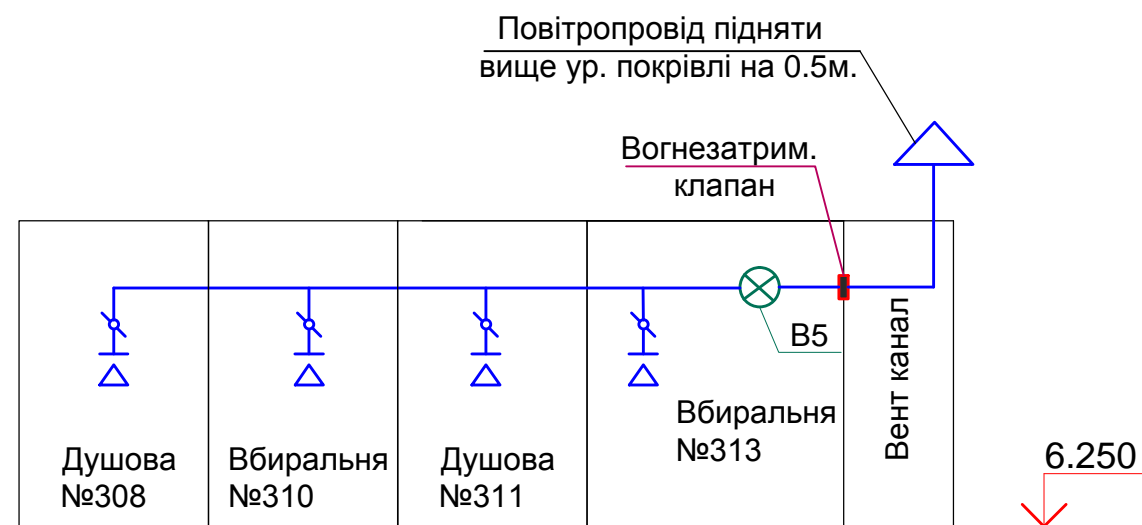 Повітропровід підняти
вище ур. покрівлі на 0.5м.
Вогнезатрим.
клапан
В5
Вент канал
Душова
№308
Вбиральня
№310
Душова
№311
Вбиральня
№313
6.250